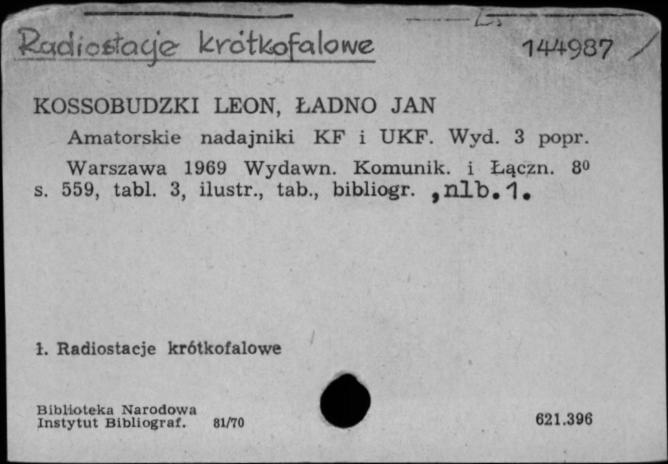 Radiostacje krótkofalowe 144987
KOSSOBUDZKI LEON, ŁADNO JAN
Amatorskie nadajniki KF i UKF. Wyd. 3 popr.
Warszawa 1969 Wydawn. Komunik. i Łączn. 8⁰
s. 559, tabl. 3, ilustr., tab., bibliogr. ,nlb.1.
1. Radiostacje krótkofalowe
Biblioteka Narodowa
Instytut Bibliograf. 81/70
621.396